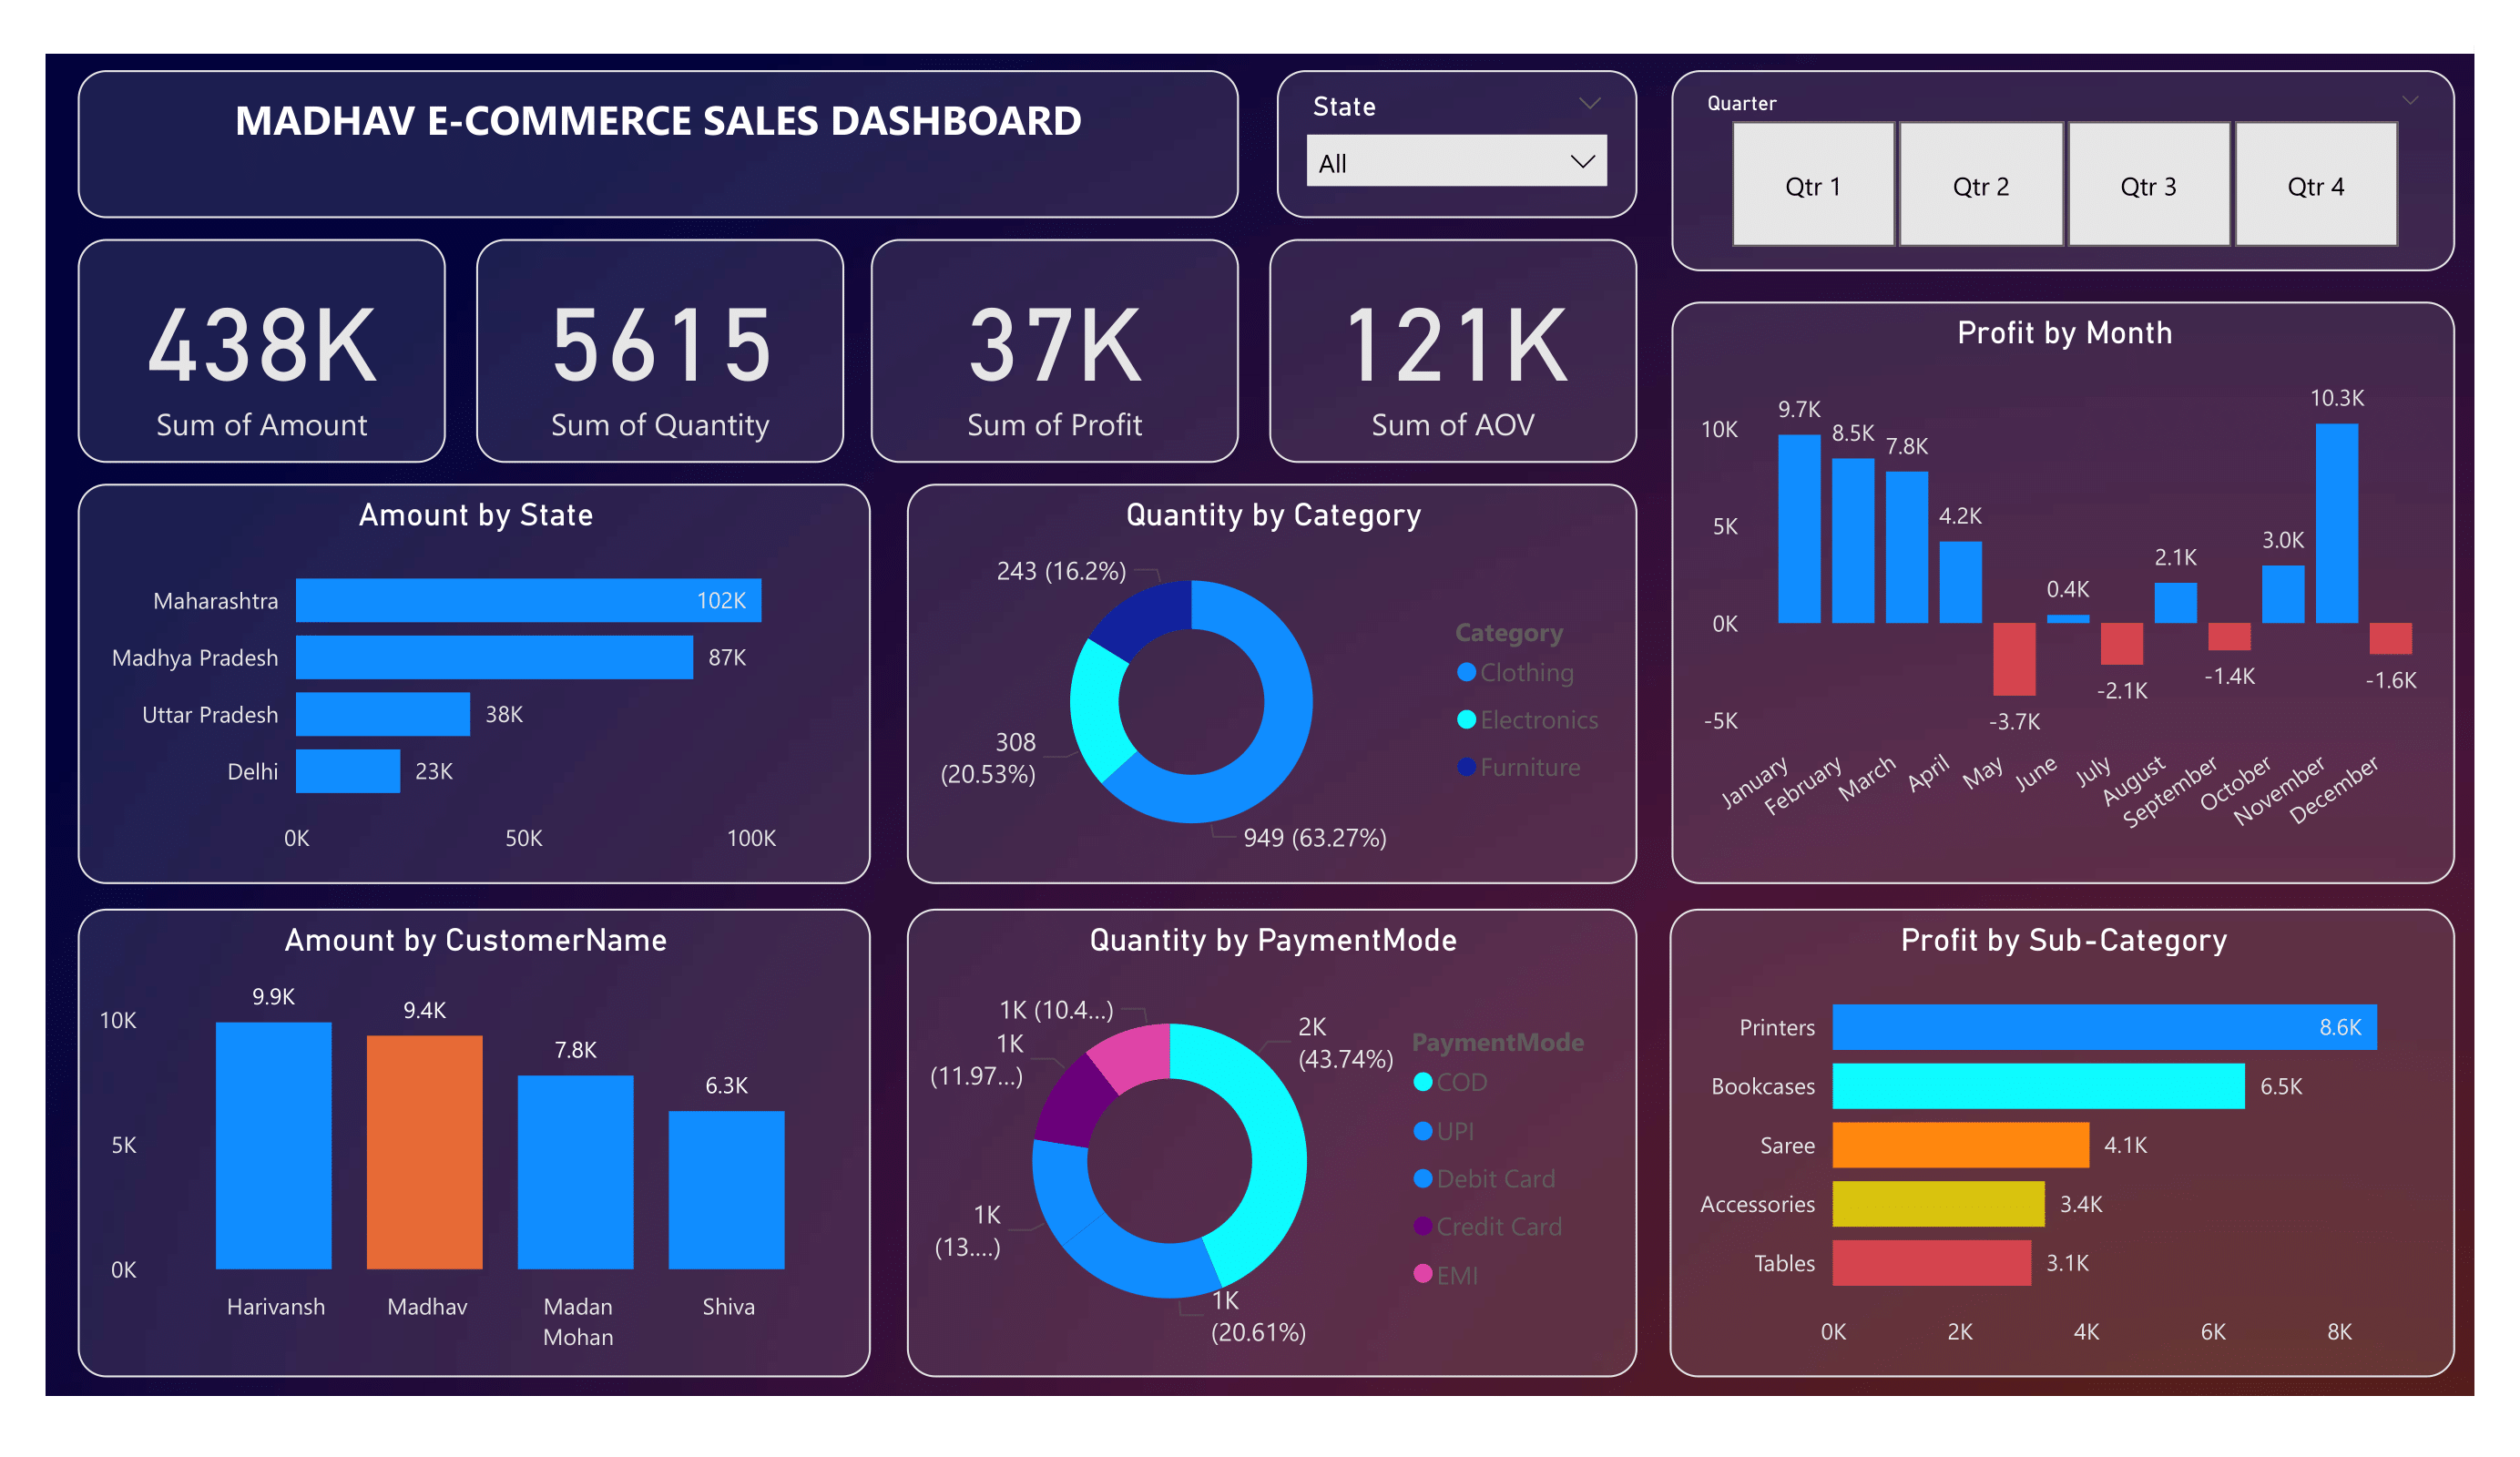 MADHAV E-COMMERCE SALES DASHBOARD
State
All
Quarter
Qtr 1
Qtr 2
Qtr 3
Qtr 4
438K
Sum of Amount
5615
Sum of Quantity
37K
Sum of Profit
121K
Sum of AOV
Profit by Month
10K
5K
0K
-5K
9.7K
8.5K
7.8K
4.2K
-3.7K
0.4K
-2.1K
2.1K
-1.4K
3.0K
10.3K
-1.6K
January
February
March
April
May
June
July
August
September
October
November
December
Amount by State
Maharashtra
102K
Madhya Pradesh
87K
Uttar Pradesh
38K
Delhi
23K
0K
50K
100K
Quantity by Category
243 (16.2%)
308
(20.53%)
949 (63.27%)
Category
Clothing
Electronics
Furniture
Amount by CustomerName
10K
5K
0K
9.9K
9.4K
7.8K
6.3K
Harivansh
Madhav
Madan
Mohan
Shiva
Quantity by PaymentMode
1K (10.4...)
1K
(11.97...)
1K
(13....)
2K
(43.74%)
1K
(20.61%)
PaymentMode
COD
UPI
Debit Card
Credit Card
EMI
Profit by Sub-Category
Printers
8.6K
Bookcases
6.5K
Saree
4.1K
Accessories
3.4K
Tables
3.1K
0K
2K
4K
6K
8K